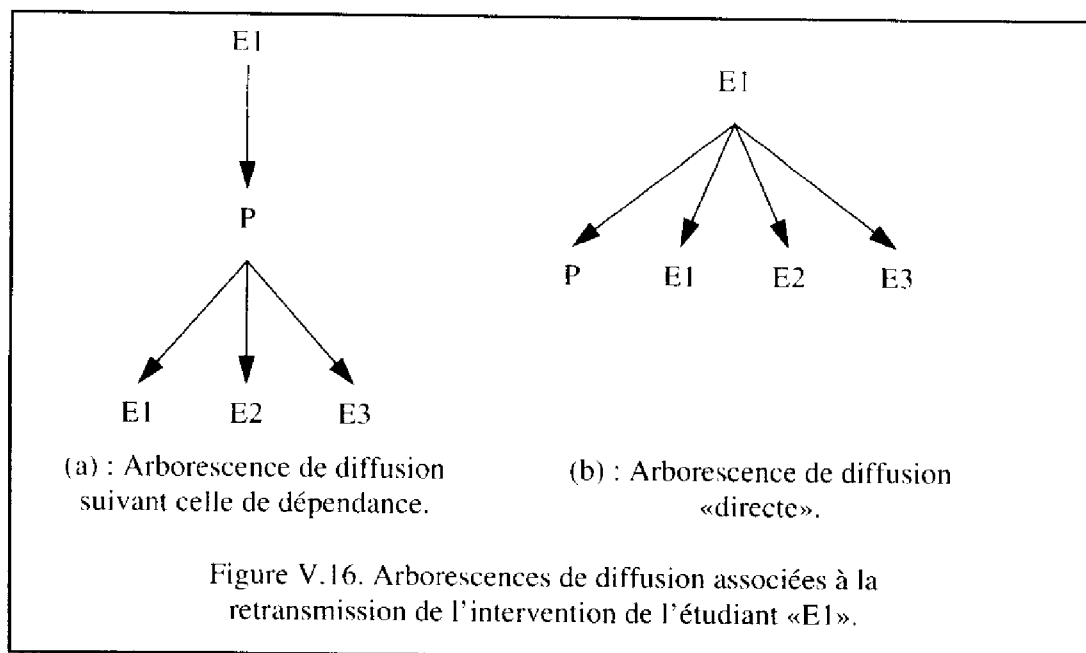 E1
P
E1 E2 E3
(a) : Arborescence de diffusion
suivant celle de dépendance.
E1
P E1 E2 E3
(b) : Arborescence de diffusion
«directe».
Figure V.16. Arborescences de diffusion associées à la
retransmission de l'intervention de l'étudiant «E1».